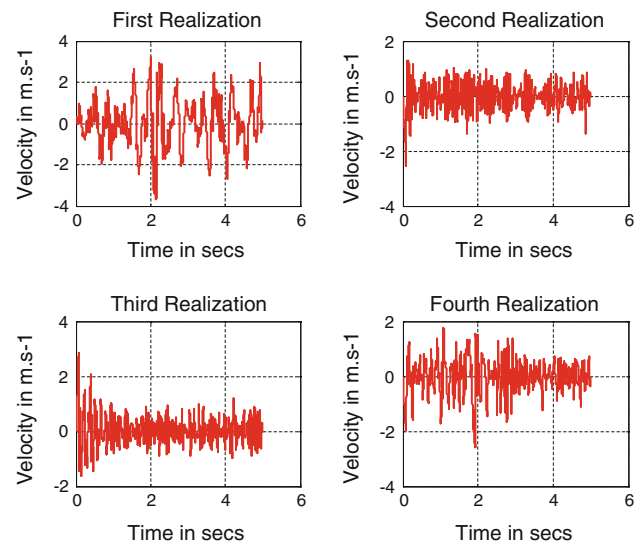 First Realization
Velocity in m.s-1
4
2
0
-2
-4
0
2
4
6
Time in secs
Second Realization
Velocity in m.s-1
2
0
-2
-4
0
2
4
6
Time in secs
Third Realization
Velocity in m.s-1
4
2
0
-2
0
2
4
6
Time in secs
Fourth Realization
Velocity in m.s-1
2
0
-2
-4
0
2
4
6
Time in secs